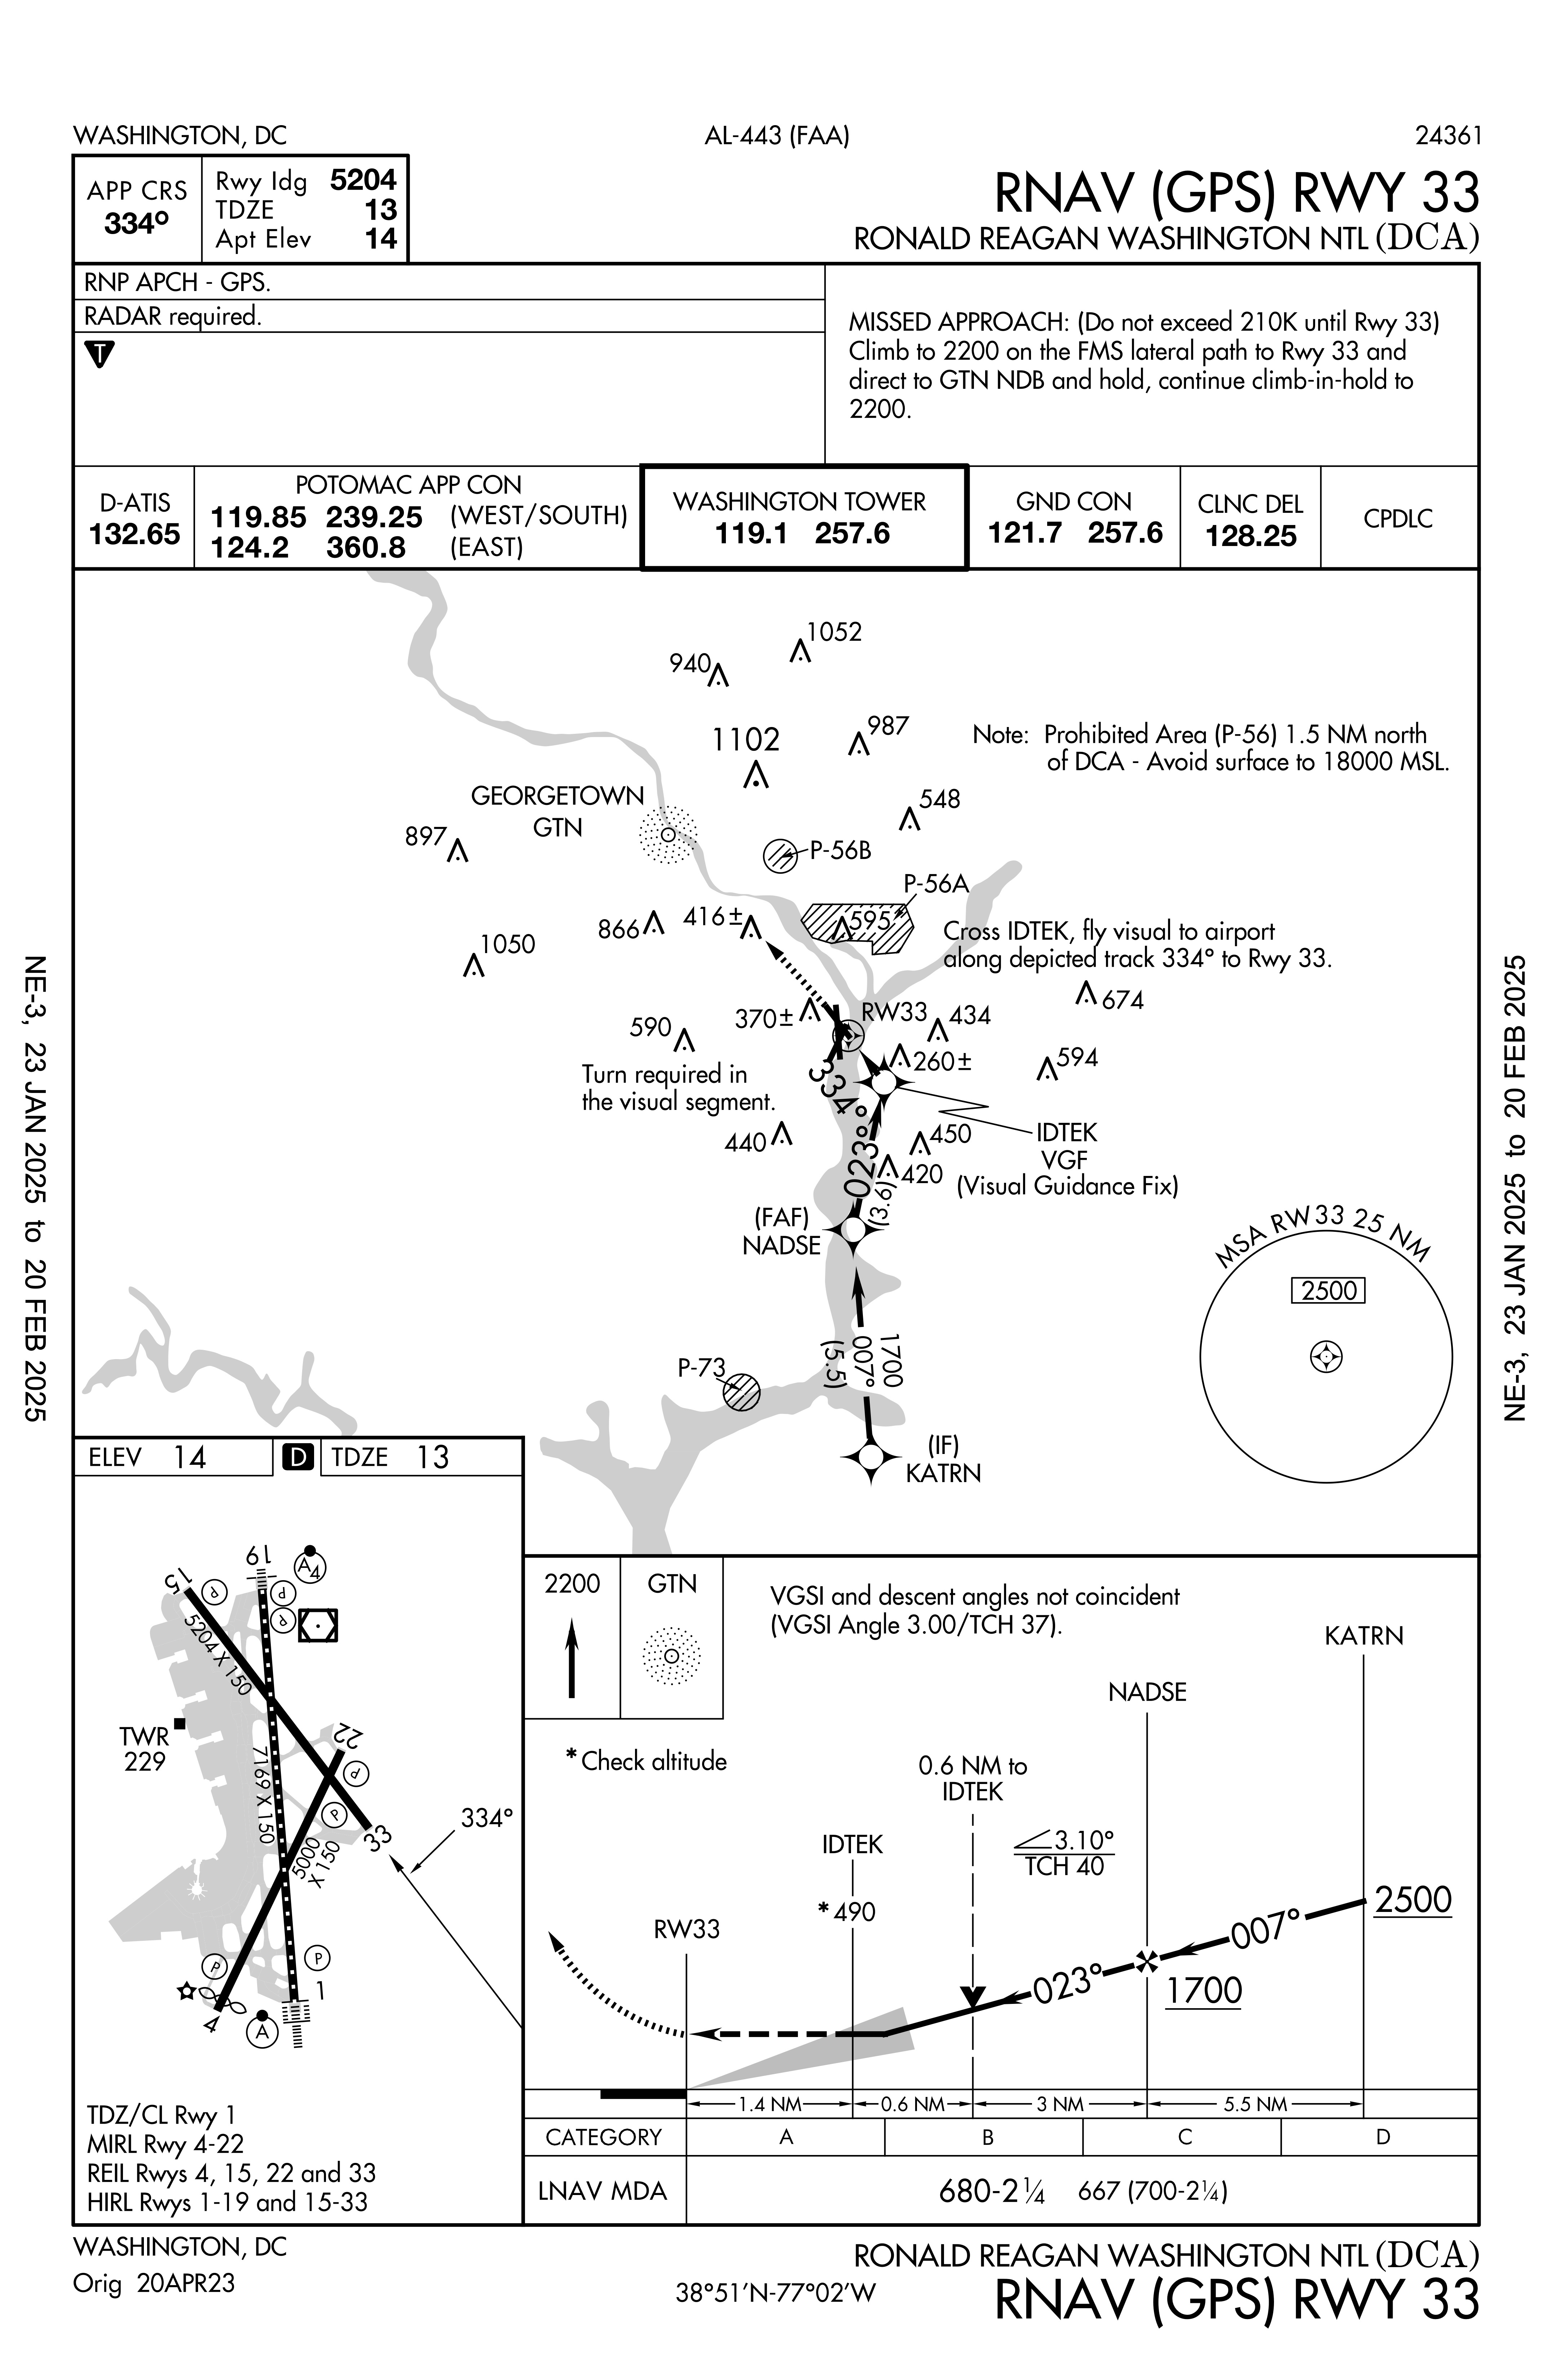 WASHINGTON, DC
AL-443 (FAA)
24361
APP CRS
334°
Rwy Idg 5204
TDZE 13
Apt Elev 14
RNAV (GPS) RWY 33
RONALD REAGAN WASHINGTON NTL (DCA)
RNP APCH - GPS.
RADAR required.
T
MISSED APPROACH: (Do not exceed 210K until Rwy 33)
Climb to 2200 on the FMS lateral path to Rwy 33 and
direct to GTN NDB and hold, continue climb-in-hold to
2200.
D-ATIS
132.65
POTOMAC APP CON
119.85 239.25 (WEST/SOUTH)
124.2 360.8 (EAST)
WASHINGTON TOWER
119.1 257.6
GND CON
121.7 257.6
CLNC DEL
128.25
CPDLC
1052
940
987
1102
Note: Prohibited Area (P-56) 1.5 NM north
of DCA - Avoid surface to 18000 MSL.
GEORGETOWN
GTN
548
897
P-56B
P-56A
866
416±
595
1050
Cross IDTEK, fly visual to airport
along depicted track 334° to Rwy 33.
674
370±
RW33
434
590
260±
594
Turn required in
the visual segment.
334°
440
450
IDTEK
VGF
(Visual Guidance Fix)
420
023°
(3.6)
(FAF)
NADSE
MSA RW33 25 NM
2500
1700
007°
(5.5)
P-73
(IF)
KATRN
NE-3, 23 JAN 2025 to 20 FEB 2025
NE-3, 23 JAN 2025 to 20 FEB 2025
ELEV 14
D
TDZE 13
15
P
19
A4
P
P
5204 X 150
TWR
229
22
P
7169 X 150
P
33
334°
5000
X 150
P
P
1
4
A
TDZ/CL Rwy 1
MIRL Rwy 4-22
REIL Rwys 4, 15, 22 and 33
HIRL Rwys 1-19 and 15-33
2200
GTN
VGSI and descent angles not coincident
(VGSI Angle 3.00/TCH 37).
KATRN
NADSE
*Check altitude
0.6 NM to
IDTEK
IDTEK
3.10°
TCH 40
*490
RW33
2500
007°
023°
1700
1.4 NM
0.6 NM
3 NM
5.5 NM
CATEGORY
A
B
C
D
LNAV MDA
680-2¼ 667 (700-2¼)
WASHINGTON, DC
Orig 20APR23
38°51'N-77°02'W
RONALD REAGAN WASHINGTON NTL (DCA)
RNAV (GPS) RWY 33